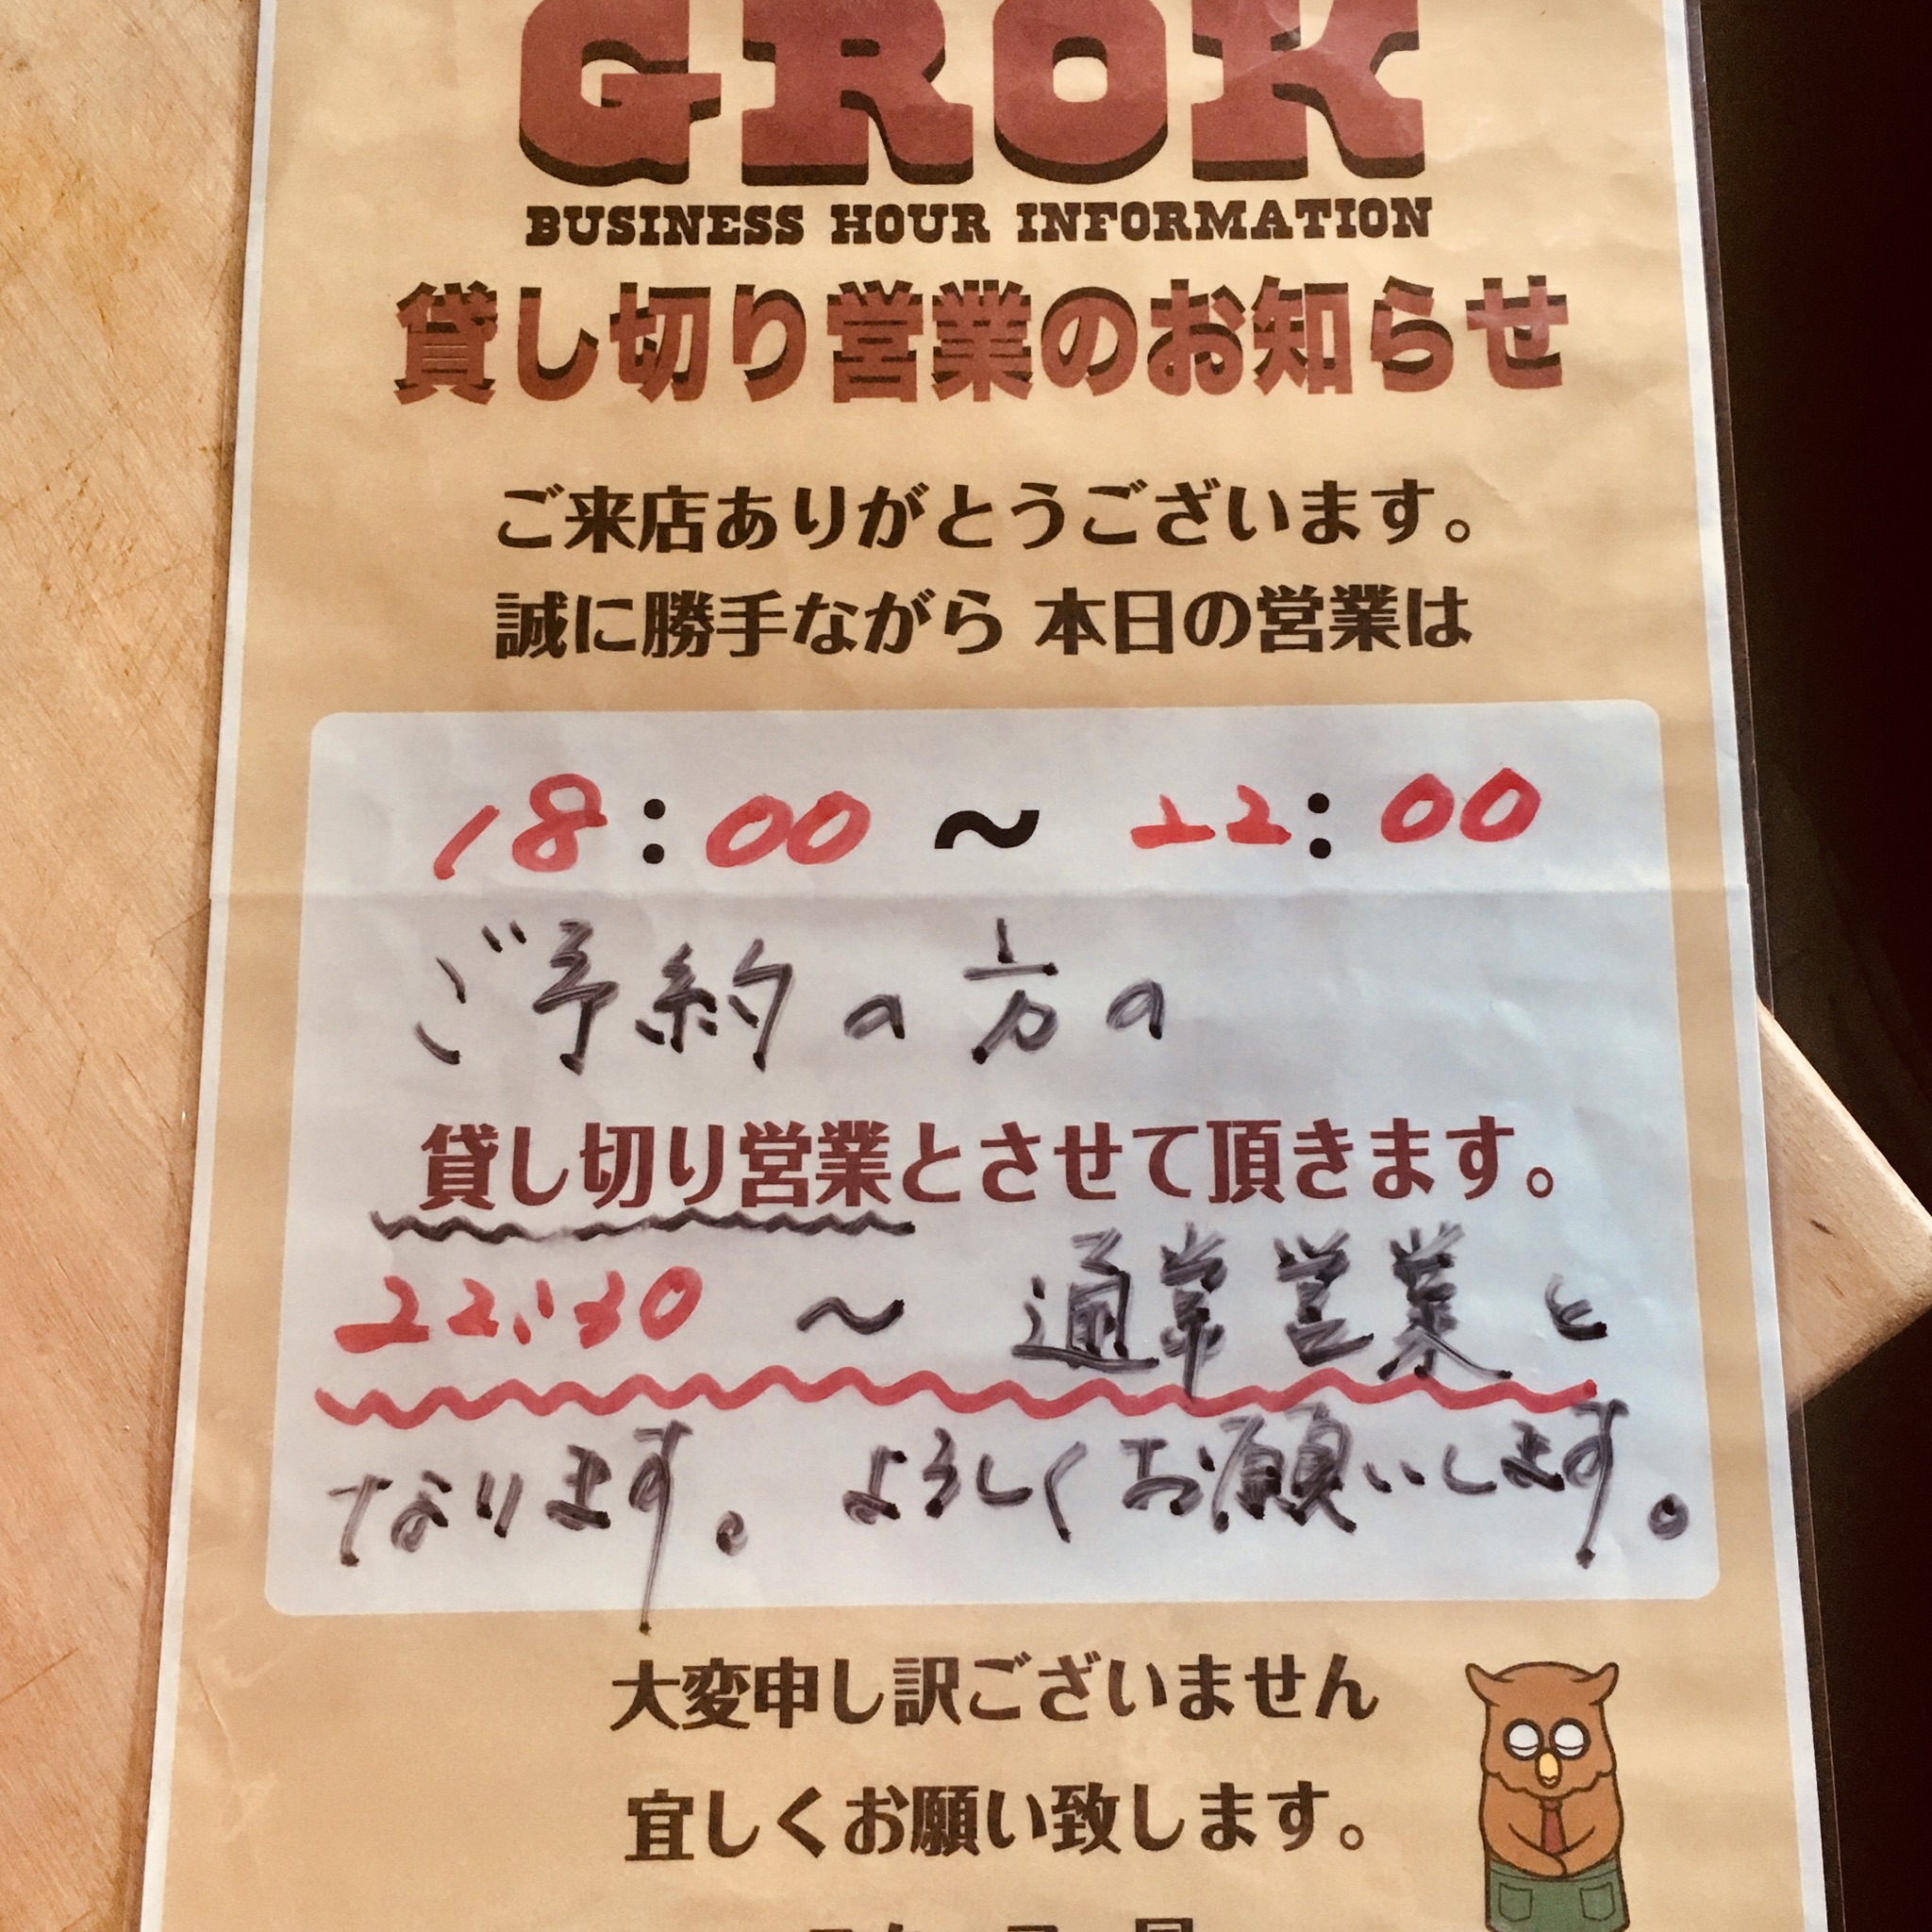 GROK
BUSINESS HOUR INFORMATION
貸し切り営業のお知らせ
ご来店ありがとうございます。
誠に勝手ながら 本日の営業は
18:00 〜 22:00
ご予約の方の
貸し切り営業とさせて頂きます。
22:30 〜 通常営業と
なります。 よろしくお願いします。
大変申し訳ございません
宜しくお願い致します。